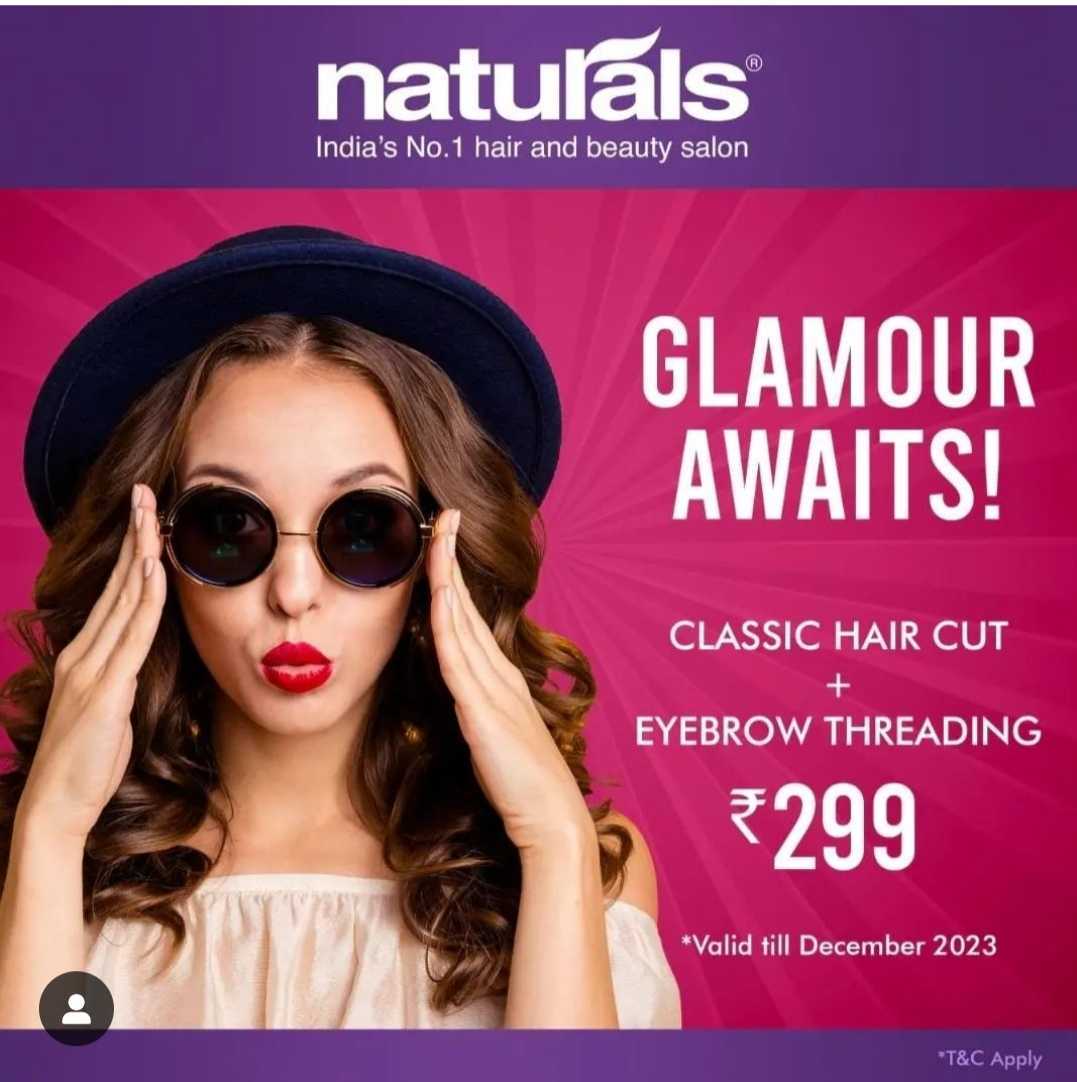 naturals®
India's No.1 hair and beauty salon
GLAMOUR
AWAITS!
CLASSIC HAIR CUT
+
EYEBROW THREADING
₹299
*Valid till December 2023
*T&C Apply